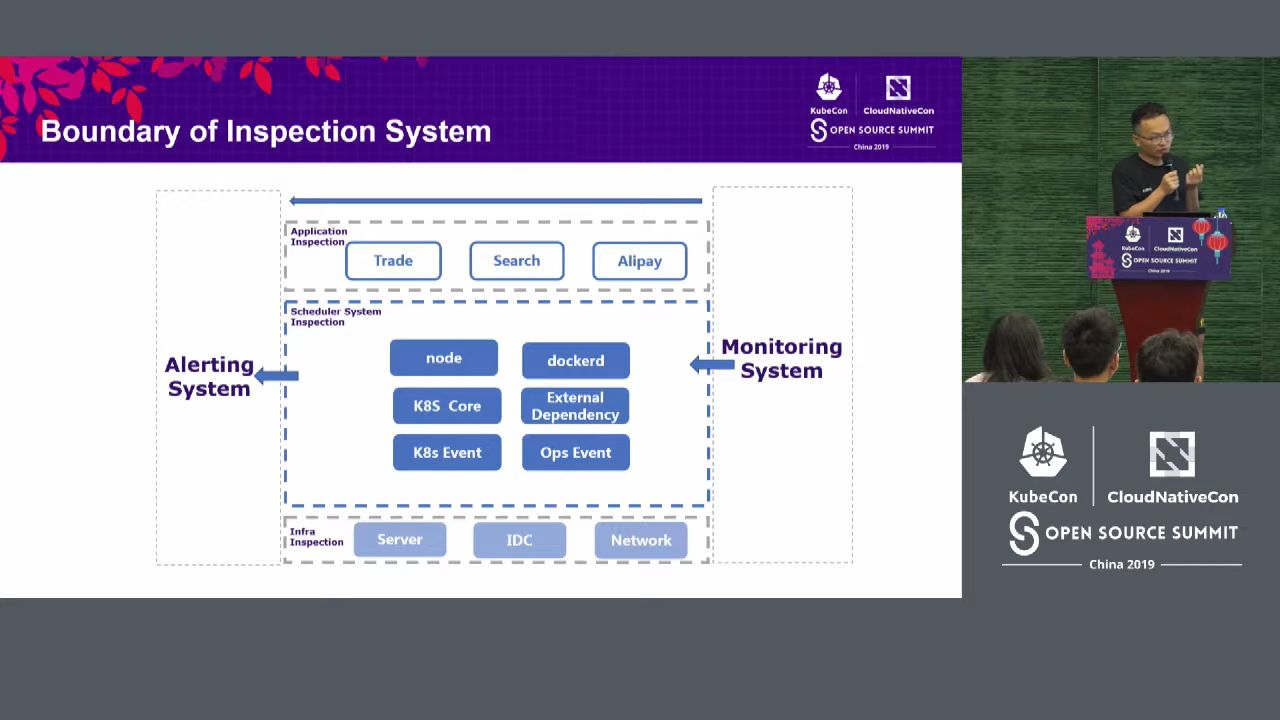 Boundary of Inspection System
KubeCon
CloudNativeCon
OPEN SOURCE SUMMIT
China 2019
Application
Inspection
Trade
Search
Alipay
Scheduler System
Inspection
node
dockerd
K8S Core
External
Dependency
K8s Event
Ops Event
Alerting
System
Monitoring
System
Infra
Inspection
Server
IDC
Network
KubeCon
CloudNativeCon
OPEN SOURCE SUMMIT
China 2019
KubeCon
CloudNativeCon
OPEN SOURCE SUMMIT
China 2019